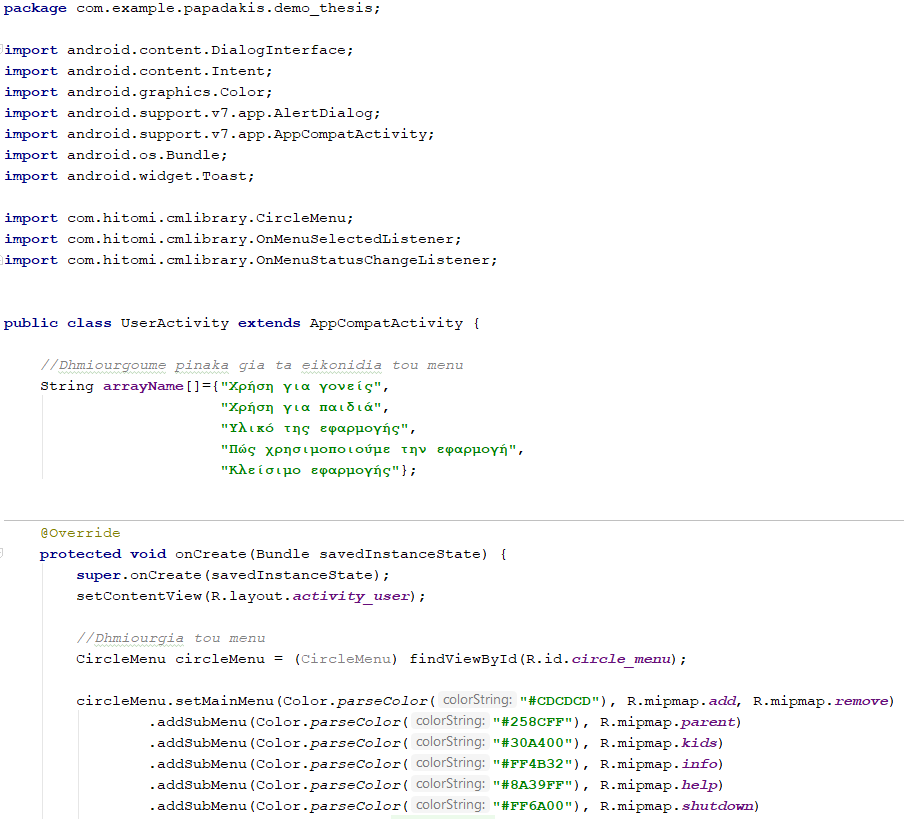 package com.example.papadakis.demo_thesis;
import android.content.DialogInterface;
import android.content.Intent;
import android.graphics.Color;
import android.support.v7.app.AlertDialog;
import android.support.v7.app.AppCompatActivity;
import android.os.Bundle;
import android.widget.Toast;
import com.hitomi.cmlibrary.CircleMenu;
import com.hitomi.cmlibrary.OnMenuSelectedListener;
import com.hitomi.cmlibrary.OnMenuStatusChangeListener;
public class UserActivity extends AppCompatActivity {
//Dhmiourgoume pinaka gia ta eikonidia tou menu
String arrayName[]={"Χρήση για γονείς",
"Χρήση για παιδιά",
"Υλικό της εφαρμογής",
"Πώς χρησιμοποιούμε την εφαρμογή",
"Κλείσιμο εφαρμογής"};
@Override
protected void onCreate(Bundle savedInstanceState) {
super.onCreate(savedInstanceState);
setContentView(R.layout.activity_user);
//Dhmiourgia tou menu
CircleMenu circleMenu = (CircleMenu) findViewById(R.id.circle_menu);
circleMenu.setMainMenu(Color.parseColor( colorString: "#CDCDCD"), R.mipmap.add, R.mipmap.remove)
.addSubMenu(Color.parseColor( colorString: "#258CFF"), R.mipmap.parent)
.addSubMenu(Color.parseColor( colorString: "#30A400"), R.mipmap.kids)
.addSubMenu(Color.parseColor( colorString: "#FF4B32"), R.mipmap.info)
.addSubMenu(Color.parseColor( colorString: "#8A39FF"), R.mipmap.help)
.addSubMenu(Color.parseColor( colorString: "#FF6A00"), R.mipmap.shutdown)